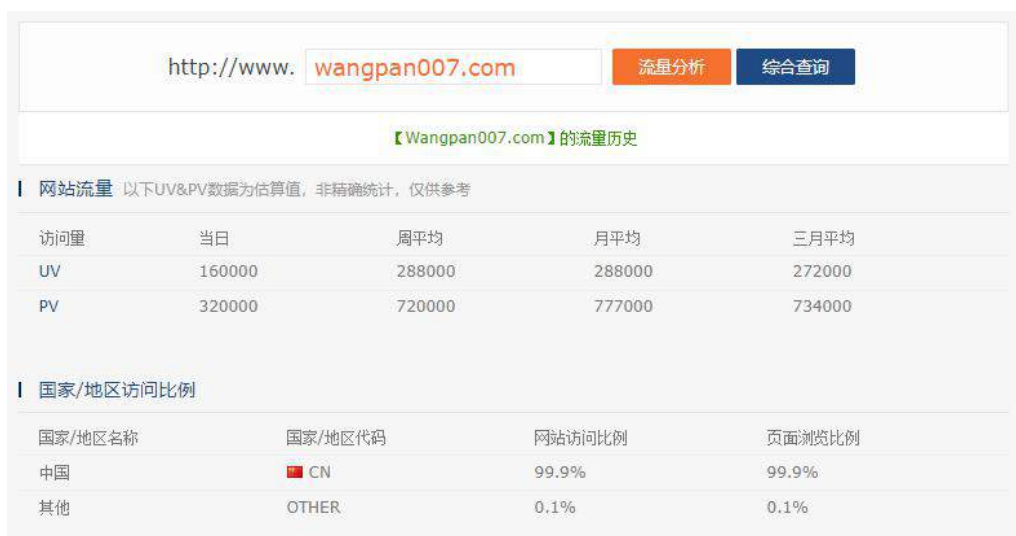 http://www. wangpan007.com 流量分析 综合查询
【Wangpan007.com】的流量历史
网站流量 以下UV&PV数据为估算值，非精确统计，仅供参考
访问量 当日 周平均 月平均 三月平均
UV 160000 288000 288000 272000
PV 320000 720000 777000 734000
国家/地区访问比例
国家/地区名称 国家/地区代码 网站访问比例 页面浏览比例
中国 CN 99.9% 99.9%
其他 OTHER 0.1% 0.1%